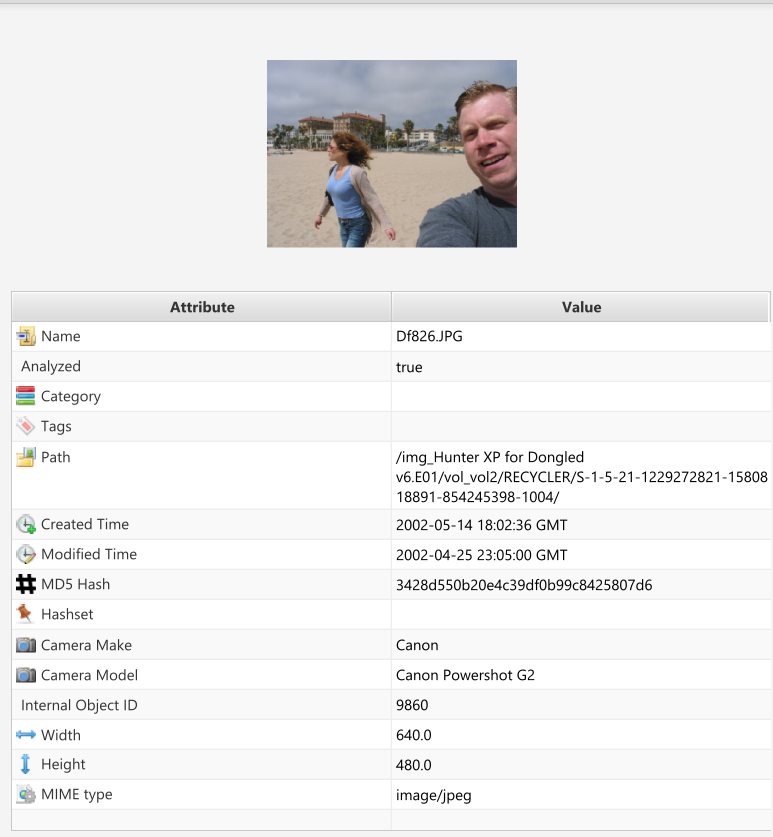 Attribute Value
Name Df826.JPG
Analyzed true
Category
Tags
Path /img_Hunter XP for Dongled
v6.E01/vol_vol2/RECYCLER/S-1-5-21-1229272821-15808
18891-854245398-1004/
Created Time 2002-05-14 18:02:36 GMT
Modified Time 2002-04-25 23:05:00 GMT
MD5 Hash 3428d550b20e4c39df0b99c8425807d6
Hashset
Camera Make Canon
Camera Model Canon Powershot G2
Internal Object ID 9860
Width 640.0
Height 480.0
MIME type image/jpeg